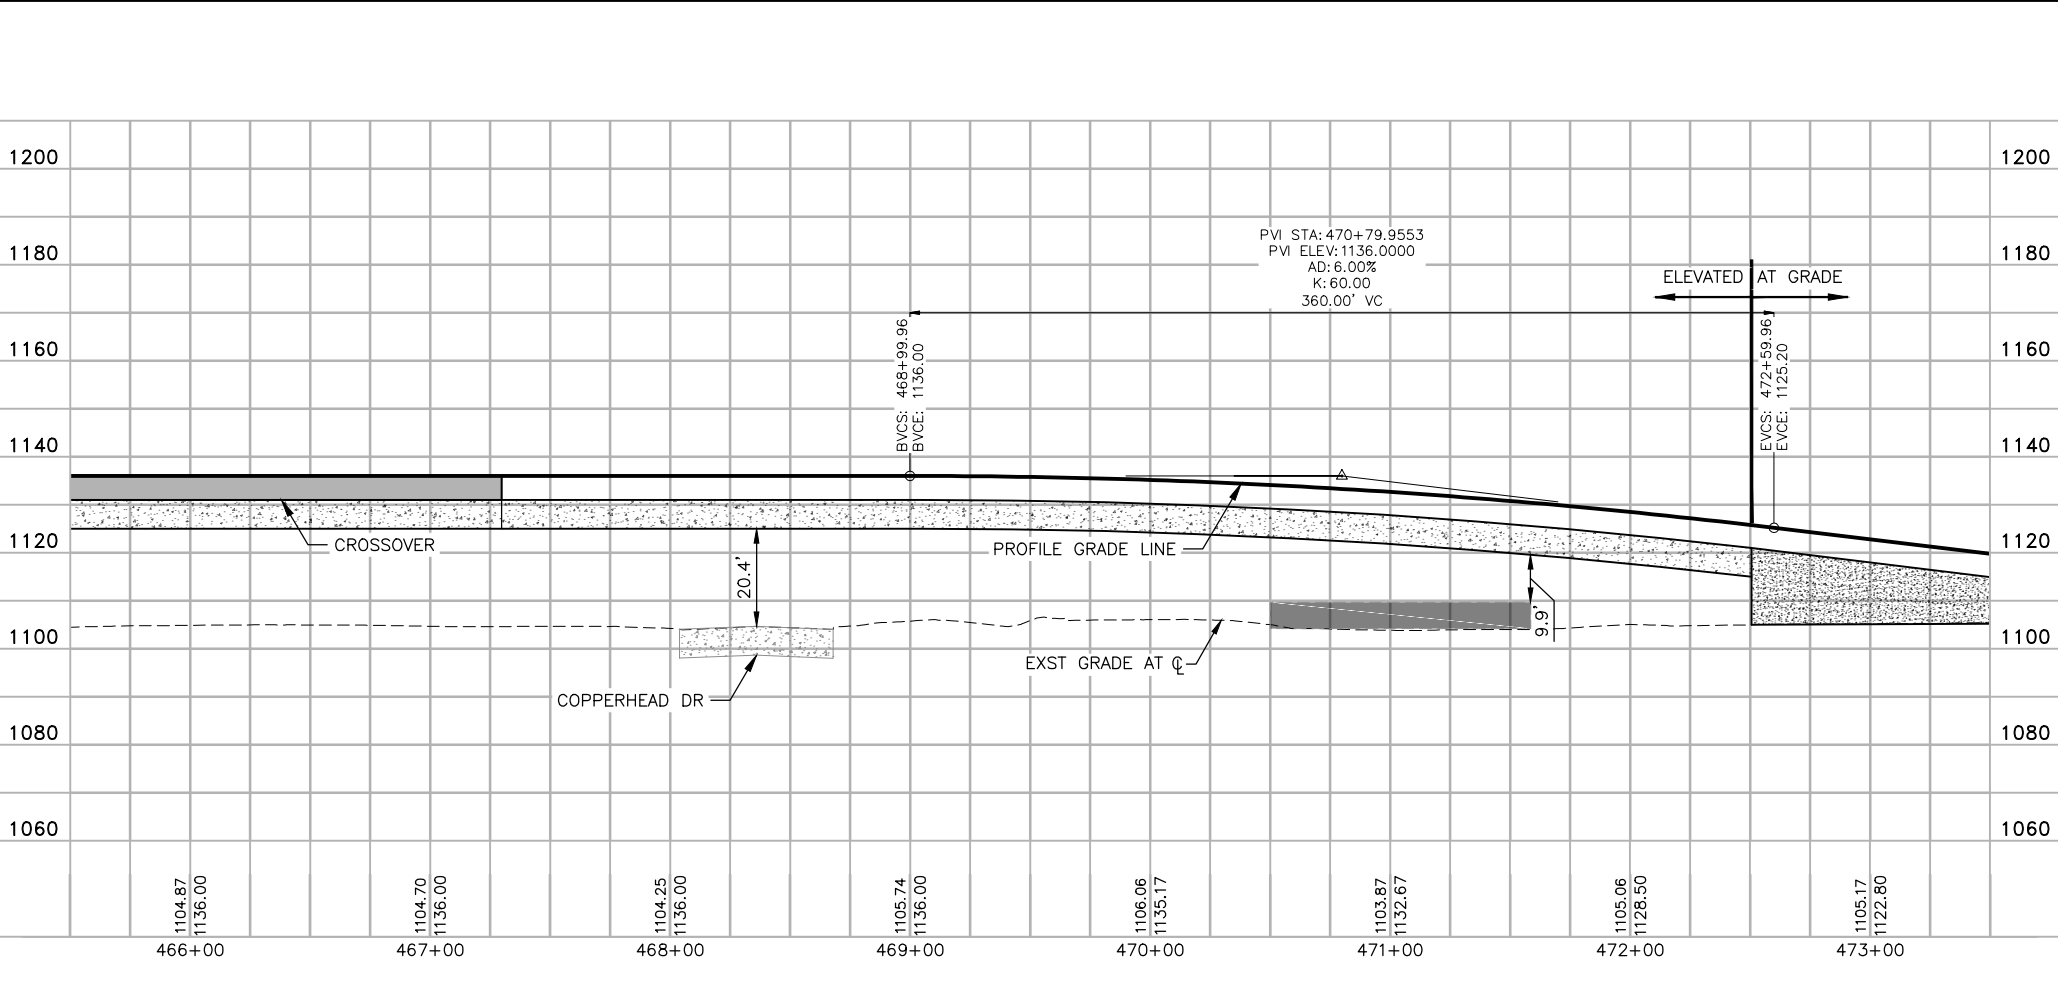 1200 1200
PVI STA: 470+79.9553
PVI ELEV: 1136.0000
AD: 6.00%
K: 60.00
360.00' VC
1180 1180
ELEVATED AT GRADE
1160 1160
BVCS: 468+99.96
BVCE: 1136.00
EVCS: 472+59.96
EVCE: 1125.20
1140 1140
CROSSOVER
PROFILE GRADE LINE
1120 1120
20.4'
9.9'
1100 1100
EXST GRADE AT ℄
COPPERHEAD DR
1080 1080
1060 1060
1104.87
1136.00
1104.70
1136.00
1104.25
1136.00
1105.74
1136.00
1106.06
1135.17
1103.87
1132.67
1105.06
1128.50
1105.17
1122.80
466+00 467+00 468+00 469+00 470+00 471+00 472+00 473+00